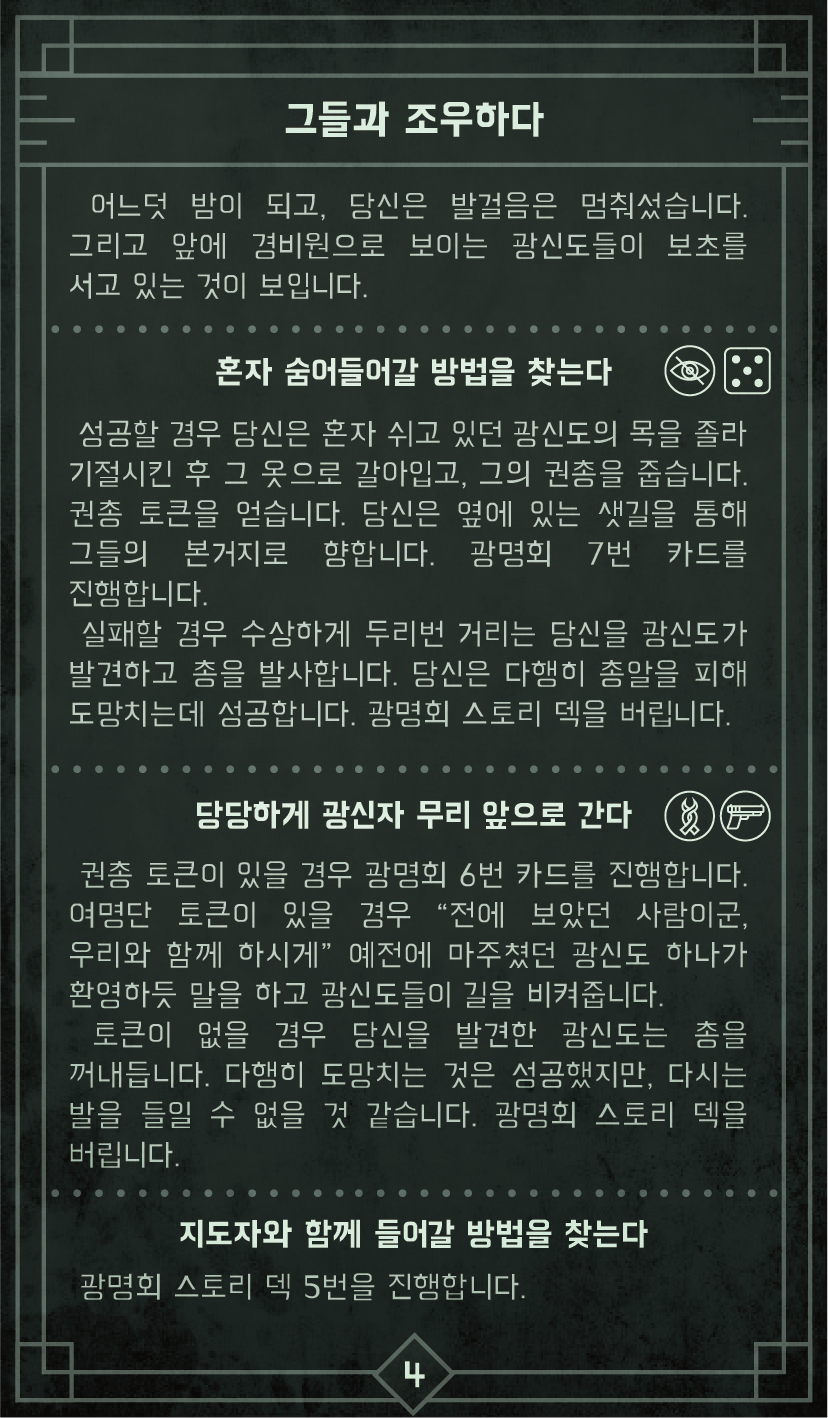 그들과 조우하다
어느덧 밤이 되고, 당신은 발걸음은 멈춰섰습니다.
그리고 앞에 경비원으로 보이는 광신도들이 보초를
서고 있는 것이 보입니다.
혼자 숨어들어갈 방법을 찾는다
성공할 경우 당신은 혼자 쉬고 있던 광신도의 목을 졸라
기절시킨 후 그 옷으로 갈아입고, 그의 권총을 줍습니다.
권총 토큰을 얻습니다. 당신은 옆에 있는 샛길을 통해
그들의 본거지로 향합니다. 광명회 7번 카드를
진행합니다.
실패할 경우 수상하게 두리번 거리는 당신을 광신도가
발견하고 총을 발사합니다. 당신은 다행히 총알을 피해
도망치는데 성공합니다. 광명회 스토리 덱을 버립니다.
당당하게 광신자 무리 앞으로 간다
권총 토큰이 있을 경우 광명회 6번 카드를 진행합니다.
여명단 토큰이 있을 경우 “전에 보았던 사람이군,
우리와 함께 하시게” 예전에 마주쳤던 광신도 하나가
환영하듯 말을 하고 광신도들이 길을 비켜줍니다.
토큰이 없을 경우 당신을 발견한 광신도는 총을
꺼내듭니다. 다행히 도망치는 것은 성공했지만, 다시는
발을 들일 수 없을 것 같습니다. 광명회 스토리 덱을
버립니다.
지도자와 함께 들어갈 방법을 찾는다
광명회 스토리 덱 5번을 진행합니다.
4